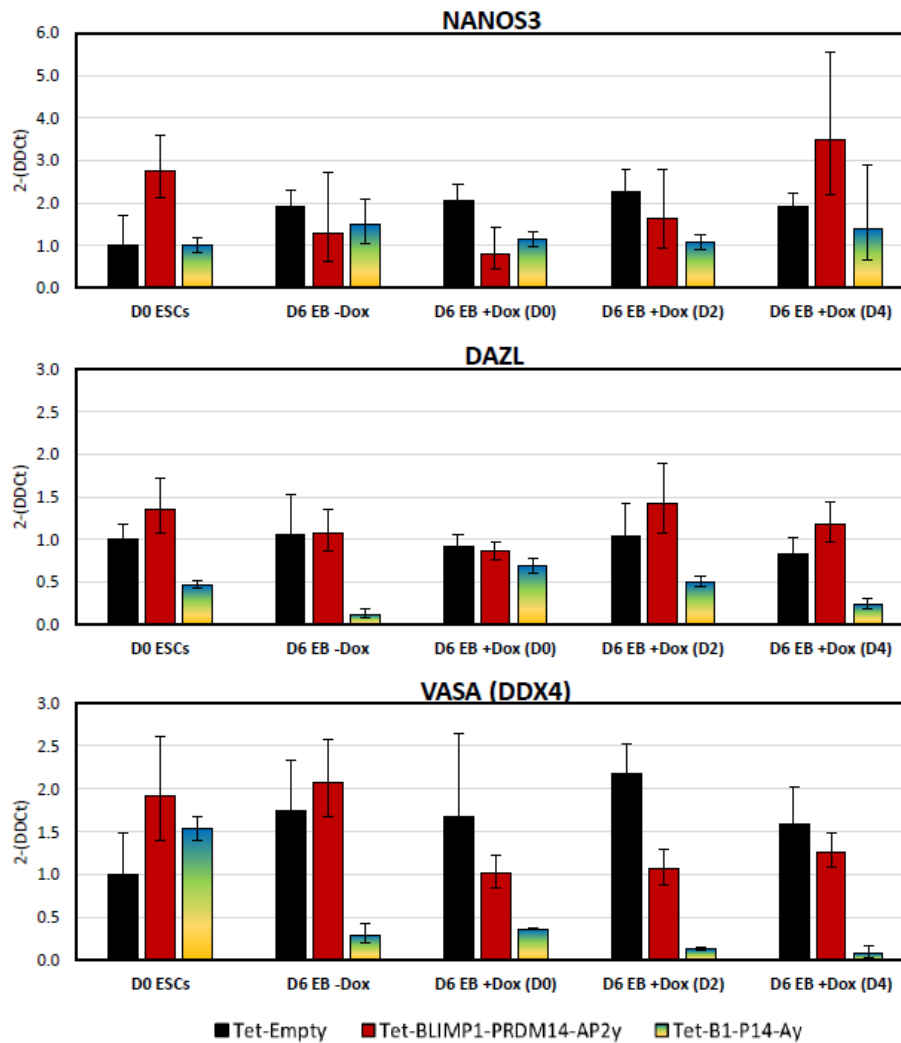 NANOS3
6.0
5.0
4.0
3.0
2.0
1.0
0.0
2-(DDCt)
D0 ESCs D6 EB -Dox D6 EB +Dox (D0) D6 EB +Dox (D2) D6 EB +Dox (D4)
DAZL
3.0
2.5
2.0
1.5
1.0
0.5
0.0
2-(DDCt)
D0 ESCs D6 EB -Dox D6 EB +Dox (D0) D6 EB +Dox (D2) D6 EB +Dox (D4)
VASA (DDX4)
3.0
2.5
2.0
1.5
1.0
0.5
0.0
2-(DDCt)
D0 ESCs D6 EB -Dox D6 EB +Dox (D0) D6 EB +Dox (D2) D6 EB +Dox (D4)
Tet-Empty Tet-BLIMP1-PRDM14-AP2y Tet-B1-P14-Ay